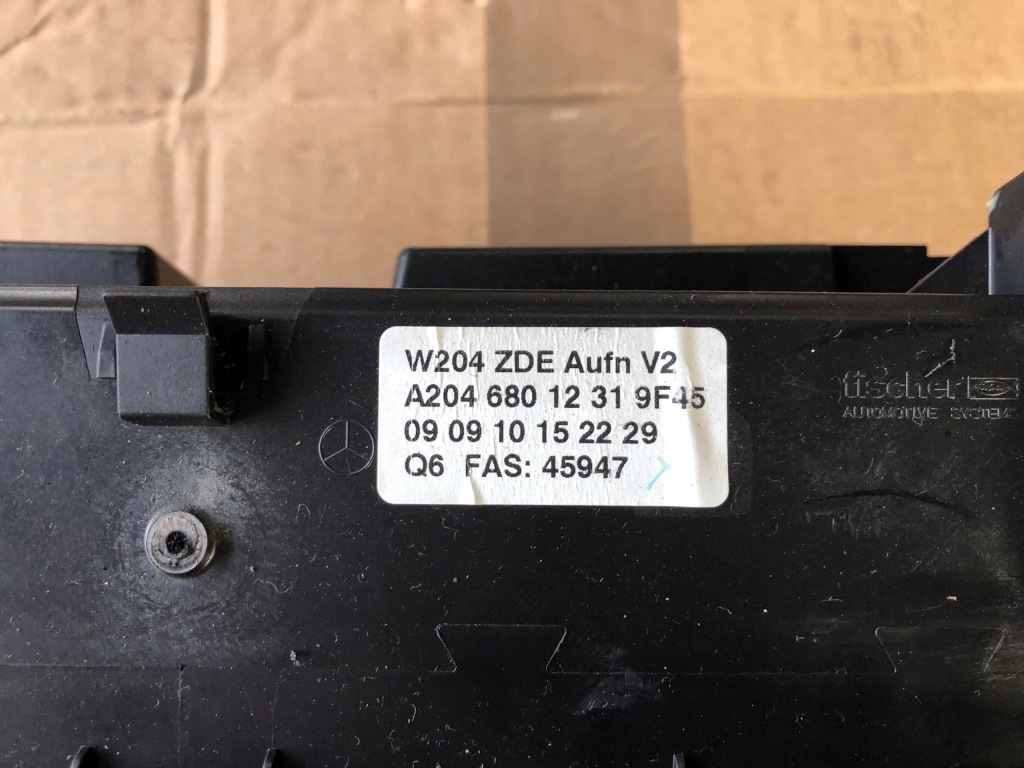 W204 ZDE Aufn V2
A204 680 12 31 9F45
09 09 10 15 22 29
Q6 FAS: 45947
fischer
AUTOMOTIVE SYSTEMS